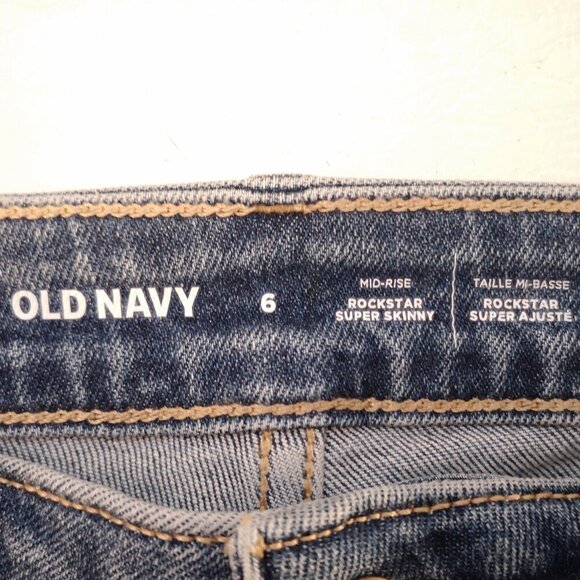 OLD NAVY
6
MID-RISE
ROCKSTAR
SUPER SKINNY
TAILLE MI-BASSE
ROCKSTAR
SUPER AJUSTÉ